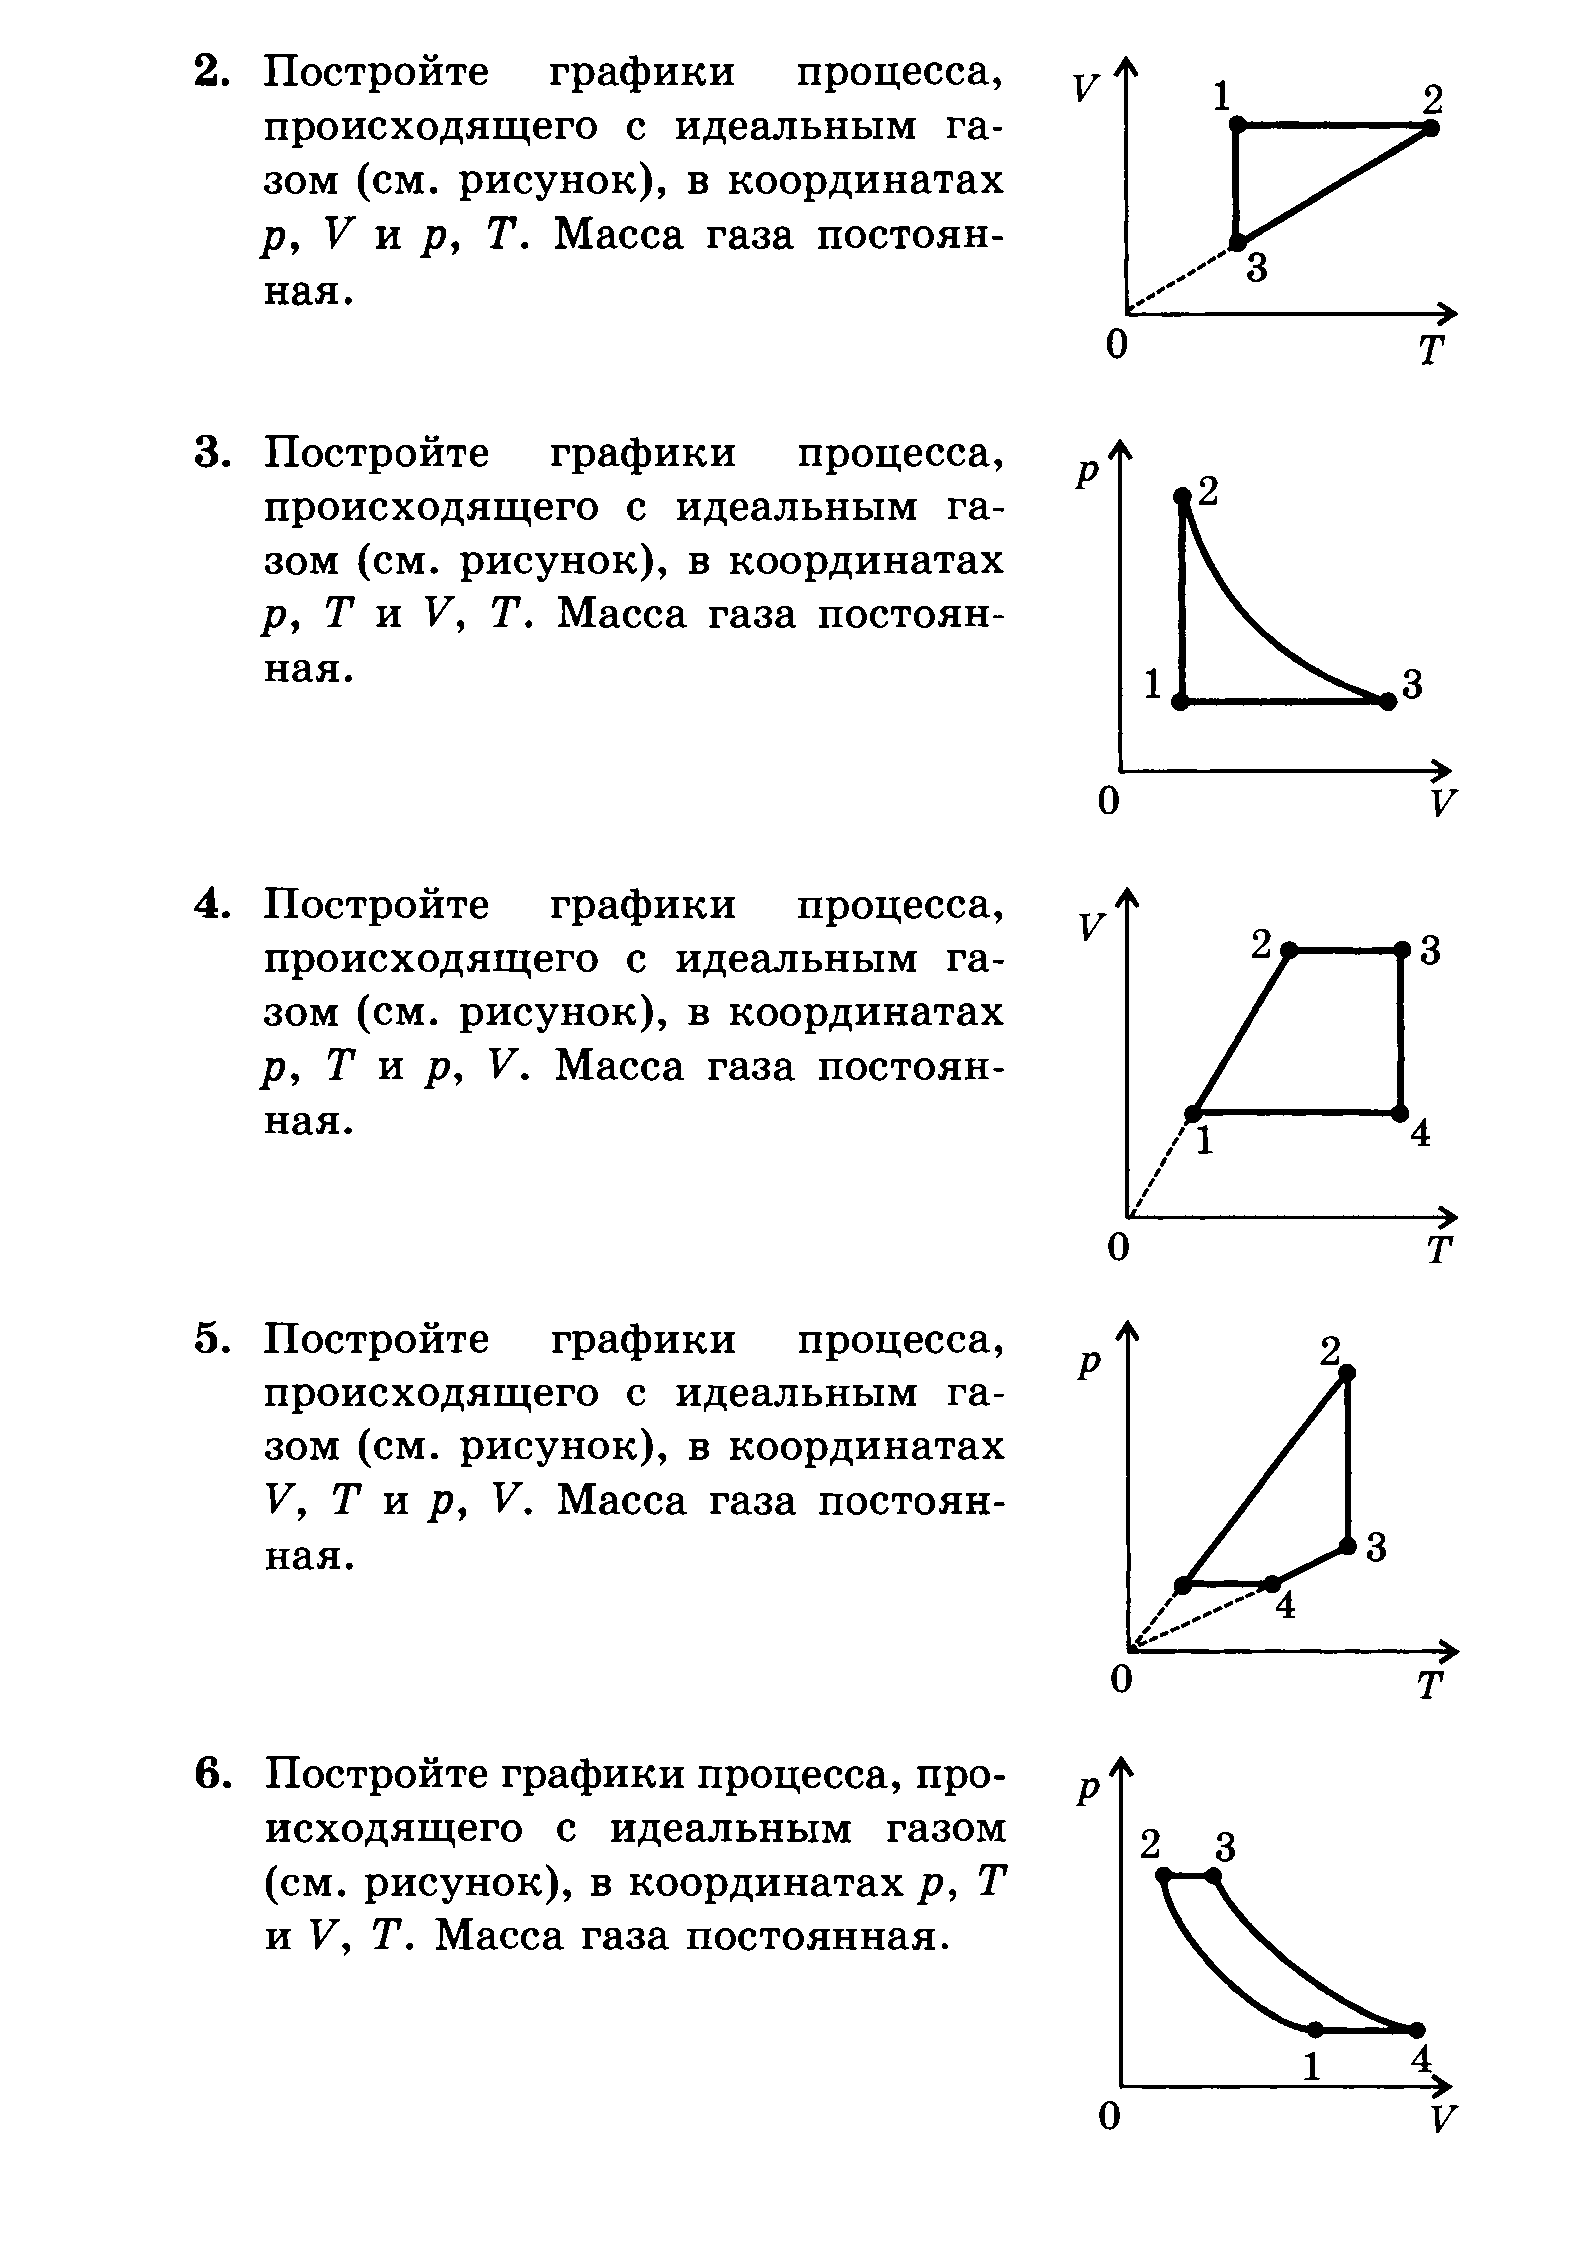 2. Постройте графики процесса,
происходящего с идеальным га-
зом (см. рисунок), в координатах
p, V и p, T. Масса газа постоян-
ная.
V
1
2
3
0
T
3. Постройте графики процесса,
происходящего с идеальным га-
зом (см. рисунок), в координатах
p, T и V, T. Масса газа постоян-
ная.
p
2
1
3
0
V
4. Постройте графики процесса,
происходящего с идеальным га-
зом (см. рисунок), в координатах
p, T и p, V. Масса газа постоян-
ная.
V
2
3
1
4
0
T
5. Постройте графики процесса,
происходящего с идеальным га-
зом (см. рисунок), в координатах
V, T и p, V. Масса газа постоян-
ная.
p
2
3
4
0
T
6. Постройте графики процесса, про-
исходящего с идеальным газом
(см. рисунок), в координатах p, T
и V, T. Масса газа постоянная.
p
2
3
1
4
0
V